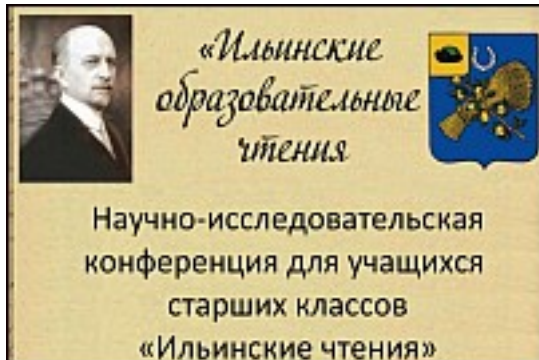 «Ильинские
образовательные
чтения
Научно-исследовательская
конференция для учащихся
старших классов
«Ильинские чтения»